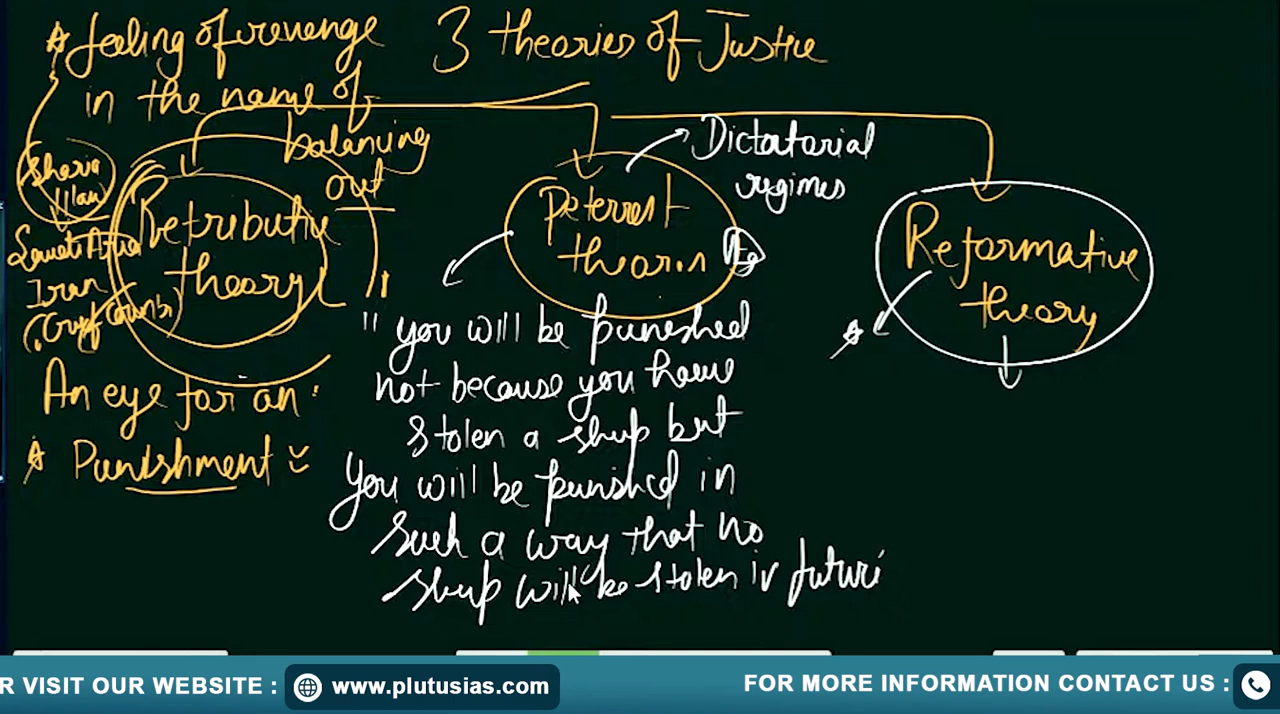 3 theories of Justice
feeling of revenge
in the name of
balancing
out
Sharia
law
Iran
Retributive
theory
An eye for an
Punishment
Dictatorial
regimes
Deterrent
theory
"you will be punished
not because you have
stolen a sheep but
you will be punished in
such a way that no
sheep will be stolen in future
Reformative
theory
R VISIT OUR WEBSITE : www.plutusias.com
FOR MORE INFORMATION CONTACT US :